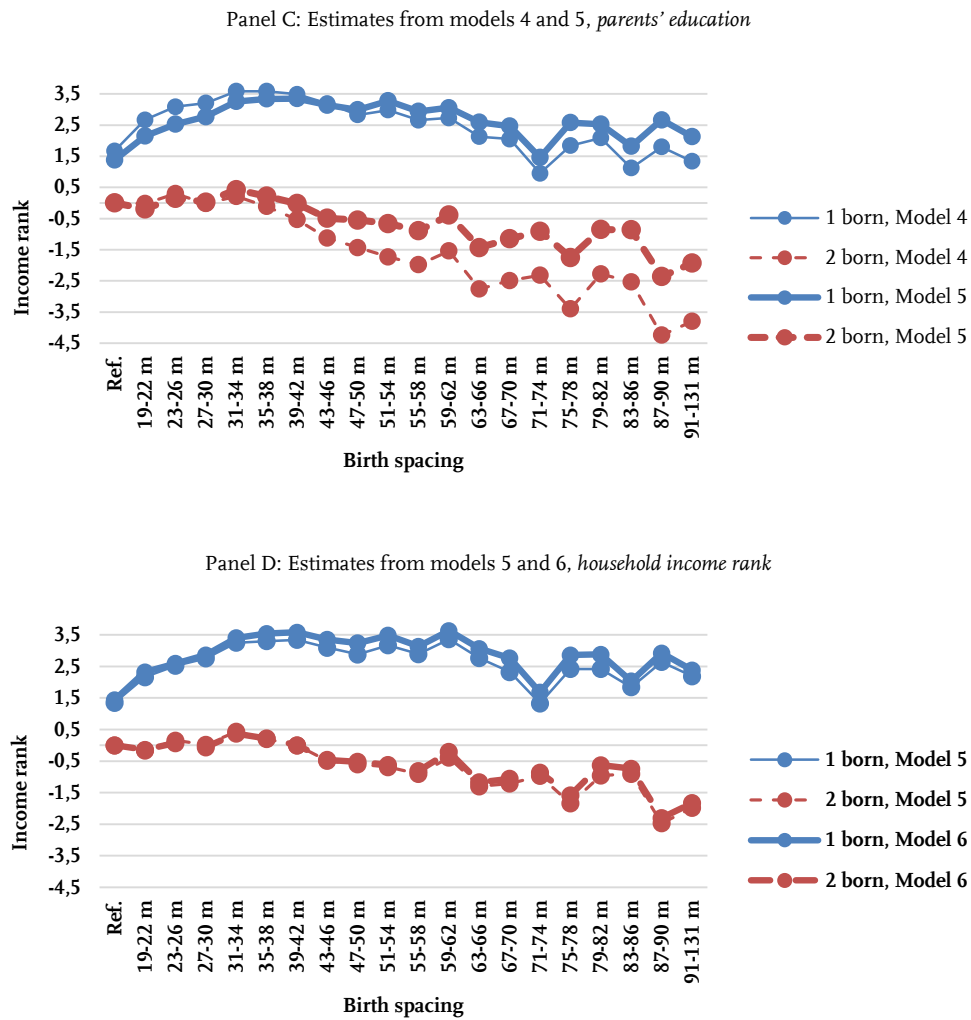 Panel C: Estimates from models 4 and 5, parents’ education
3,5
2,5
1,5
0,5
-0,5
-1,5
-2,5
-3,5
-4,5
Income rank
Ref.
19-22 m
23-26 m
27-30 m
31-34 m
35-38 m
39-42 m
43-46 m
47-50 m
51-54 m
55-58 m
59-62 m
63-66 m
67-70 m
71-74 m
75-78 m
79-82 m
83-86 m
87-90 m
91-131 m
Birth spacing
1 born, Model 4
2 born, Model 4
1 born, Model 5
2 born, Model 5
Panel D: Estimates from models 5 and 6, household income rank
3,5
2,5
1,5
0,5
-0,5
-1,5
-2,5
-3,5
-4,5
Income rank
Ref.
19-22 m
23-26 m
27-30 m
31-34 m
35-38 m
39-42 m
43-46 m
47-50 m
51-54 m
55-58 m
59-62 m
63-66 m
67-70 m
71-74 m
75-78 m
79-82 m
83-86 m
87-90 m
91-131 m
Birth spacing
1 born, Model 5
2 born, Model 5
1 born, Model 6
2 born, Model 6